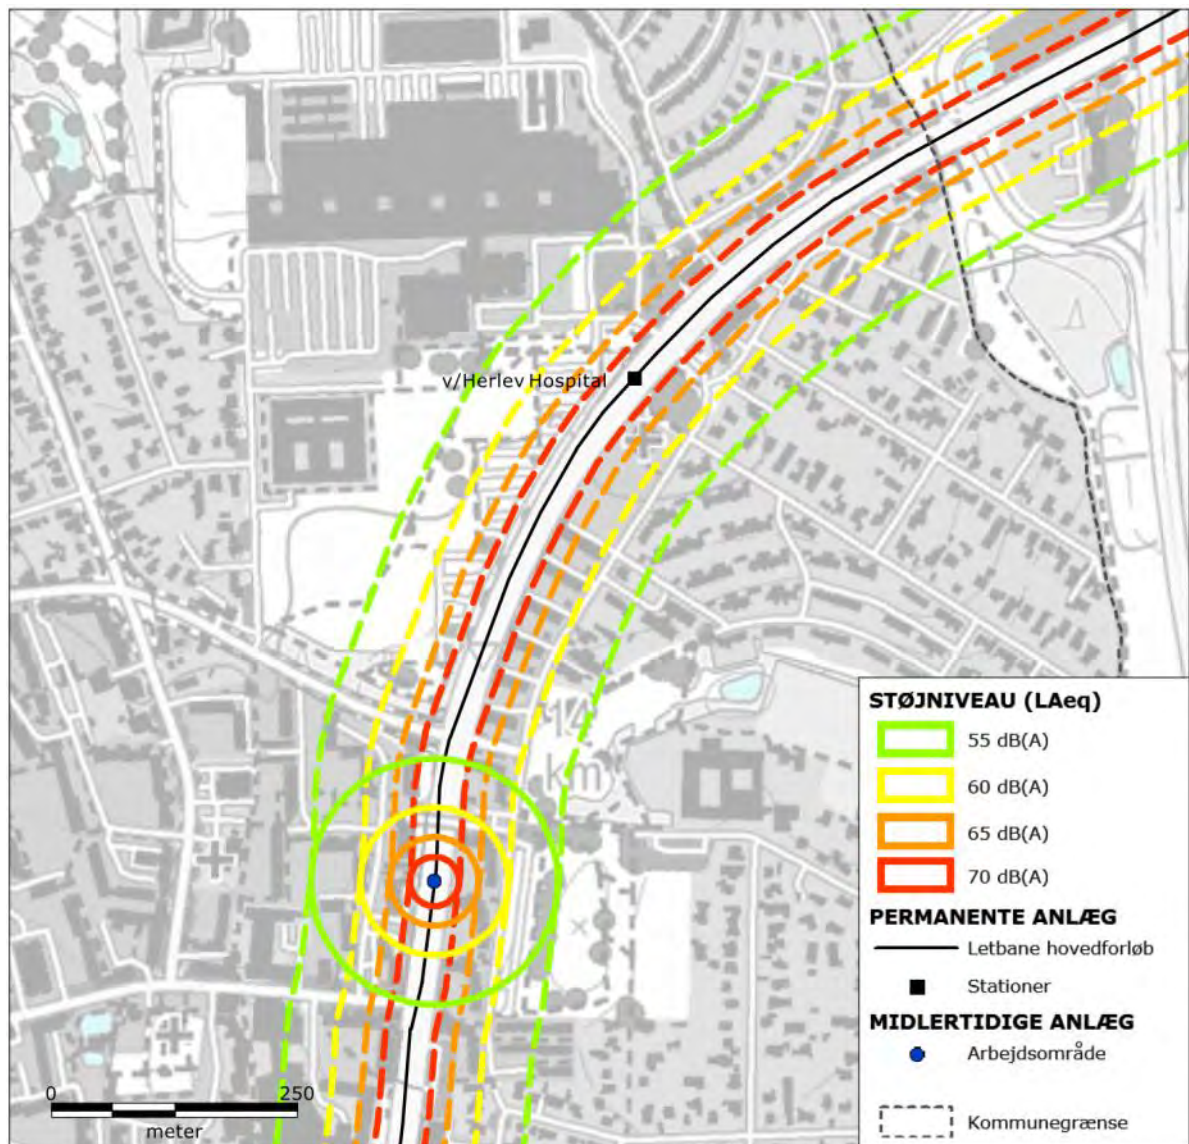 v/Herlev Hospital
14
km
STØJNIVEAU (LAeq)
55 dB(A)
60 dB(A)
65 dB(A)
70 dB(A)
PERMANENTE ANLÆG
Letbane hovedforløb
Stationer
MIDLERTIDIGE ANLÆG
Arbejdsområde
Kommunegrænse
0 250
meter